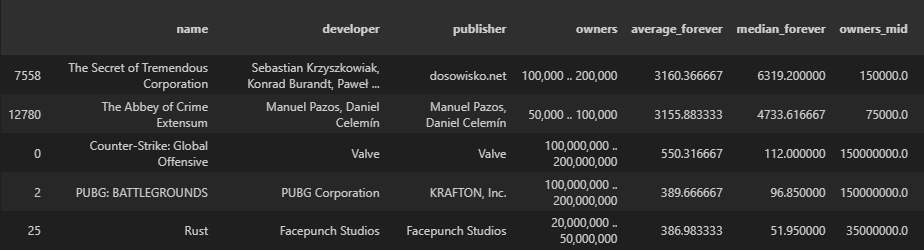 name developer publisher owners average_forever median_forever owners_mid
7558 The Secret of Tremendous Corporation Sebastian Krzyszkowiak, Konrad Burandt, Paweł ... dosowisko.net 100,000 .. 200,000 3160.366667 6319.200000 150000.0
12780 The Abbey of Crime Extensum Manuel Pazos, Daniel Celemín Manuel Pazos, Daniel Celemín 50,000 .. 100,000 3155.883333 4733.616667 75000.0
0 Counter-Strike: Global Offensive Valve Valve 100,000,000 .. 200,000,000 550.316667 112.000000 150000000.0
2 PUBG: BATTLEGROUNDS PUBG Corporation KRAFTON, Inc. 100,000,000 .. 200,000,000 389.666667 96.850000 150000000.0
25 Rust Facepunch Studios Facepunch Studios 20,000,000 .. 50,000,000 386.983333 51.950000 35000000.0